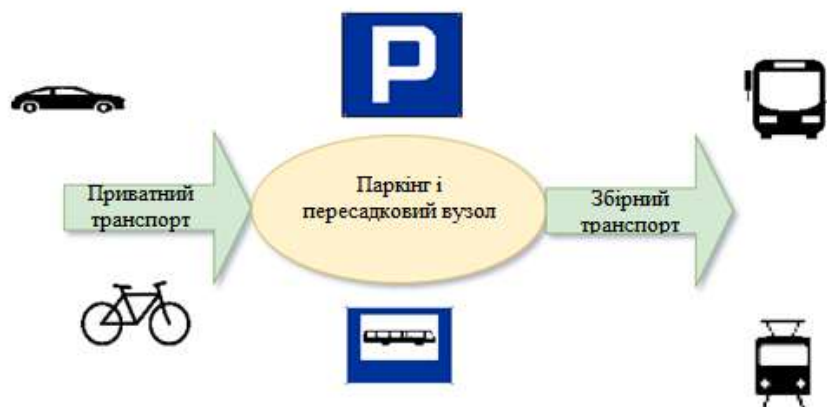 P
Приватний
транспорт
Паркінг і
пересадковий вузол
Збірний
транспорт